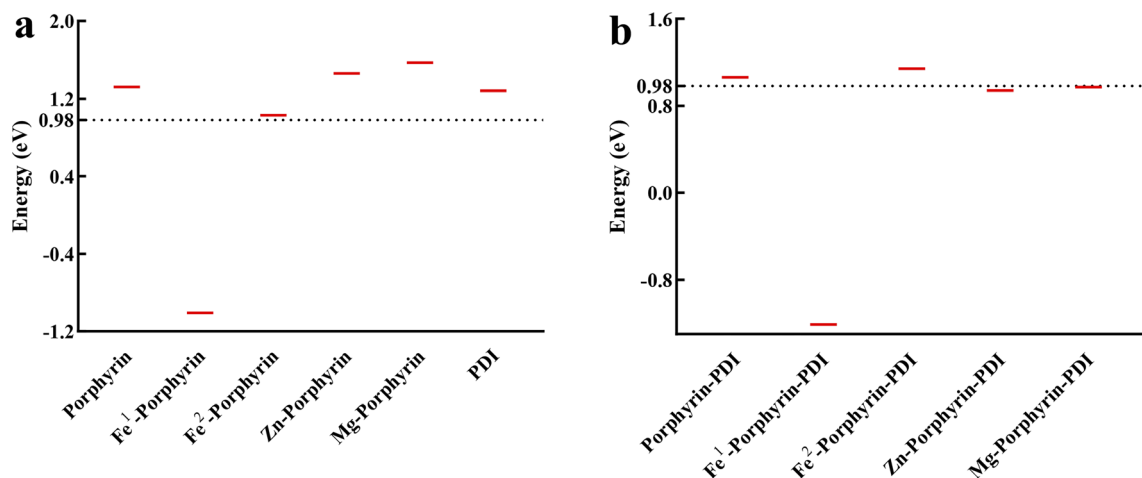 a
2.0
1.2
0.98
0.4
-0.4
-1.2
Energy (eV)
Porphyrin
Fe¹-Porphyrin
Fe²-Porphyrin
Zn-Porphyrin
Mg-Porphyrin
PDI
b
1.6
0.98
0.8
0.0
-0.8
Energy (eV)
Porphyrin-PDI
Fe¹-Porphyrin-PDI
Fe²-Porphyrin-PDI
Zn-Porphyrin-PDI
Mg-Porphyrin-PDI